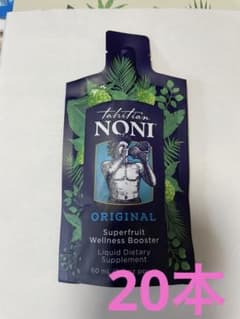 tahitian
NONI
ORIGINAL
Superfruit
Wellness Booster
Liquid Dietary
Supplement
20本